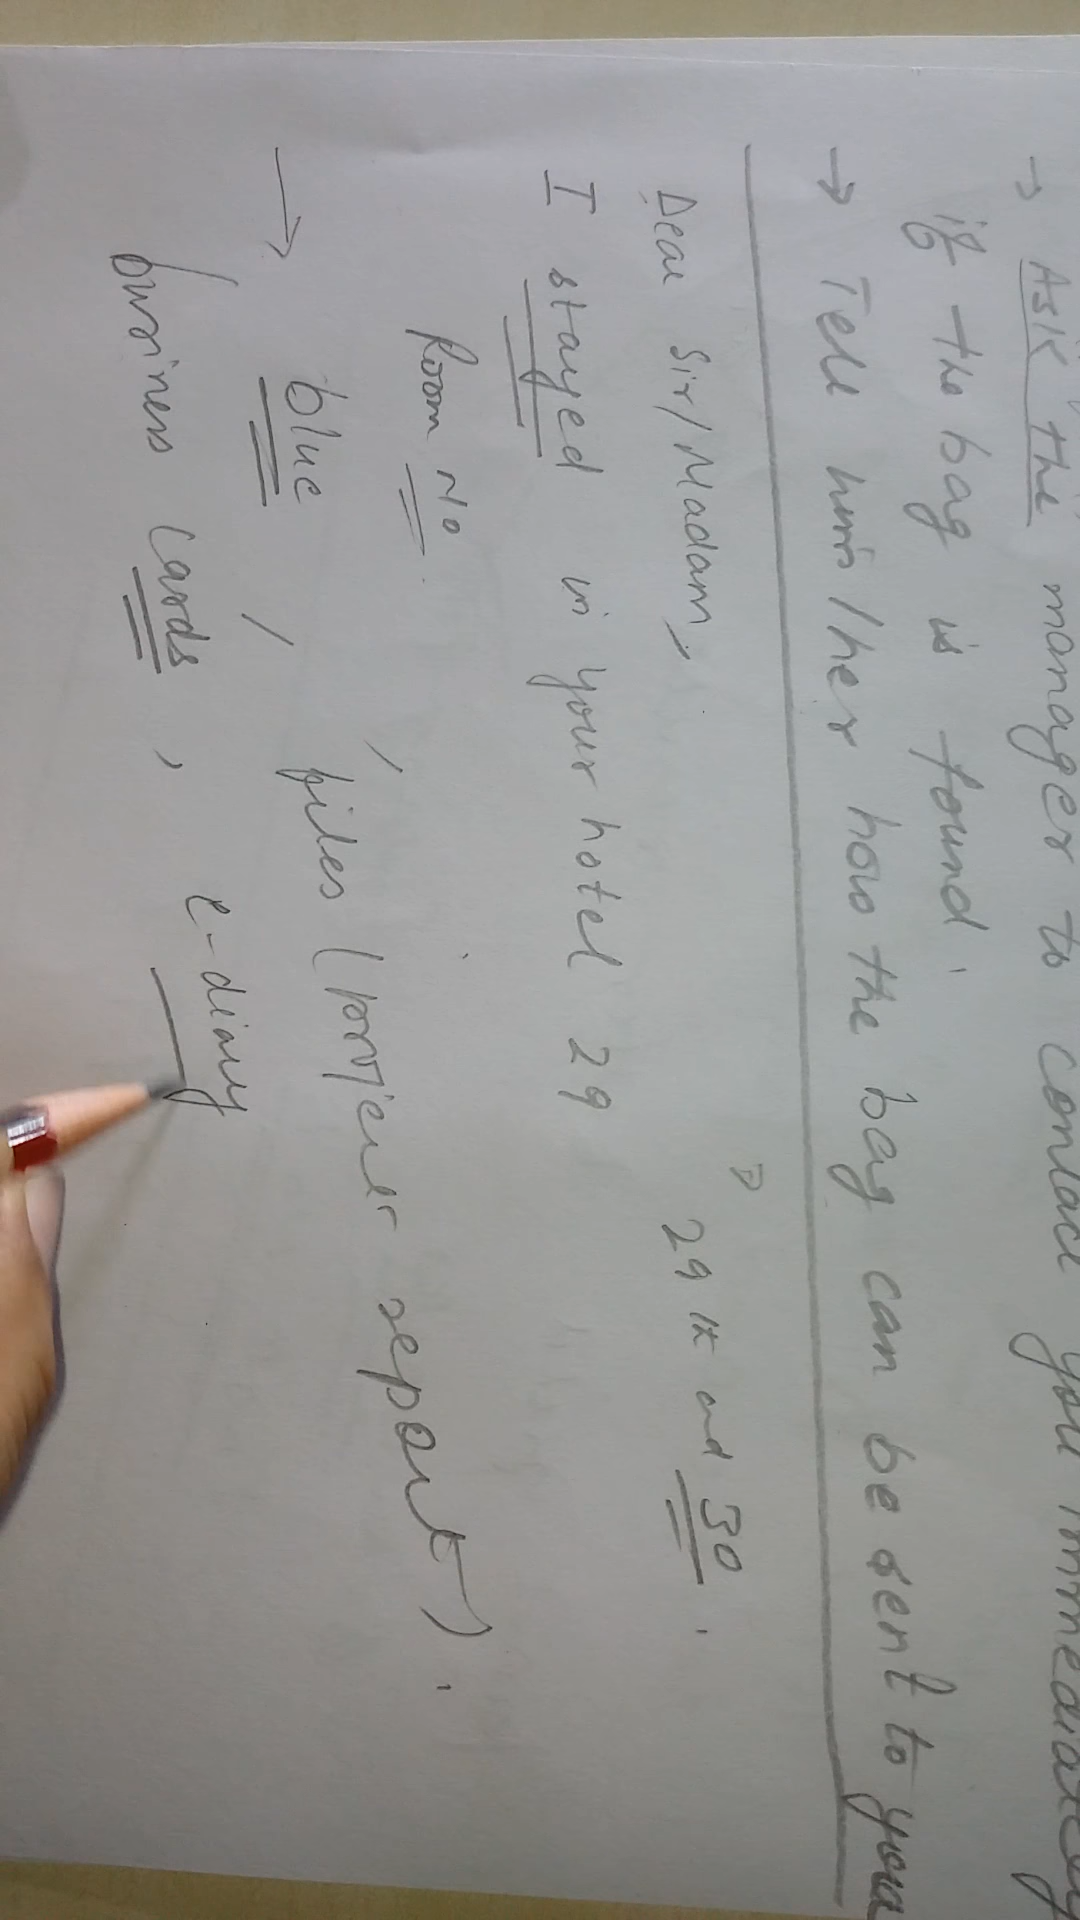 → Ask the manager to contact you immediately
if the bag is found.
→ Tell him/her how the bag can be sent to you
Dear Sir/Madam, 29th and 30.
I stayed in your hotel 29
Room No.
→ blue , files (
report).
business cards, e-diary